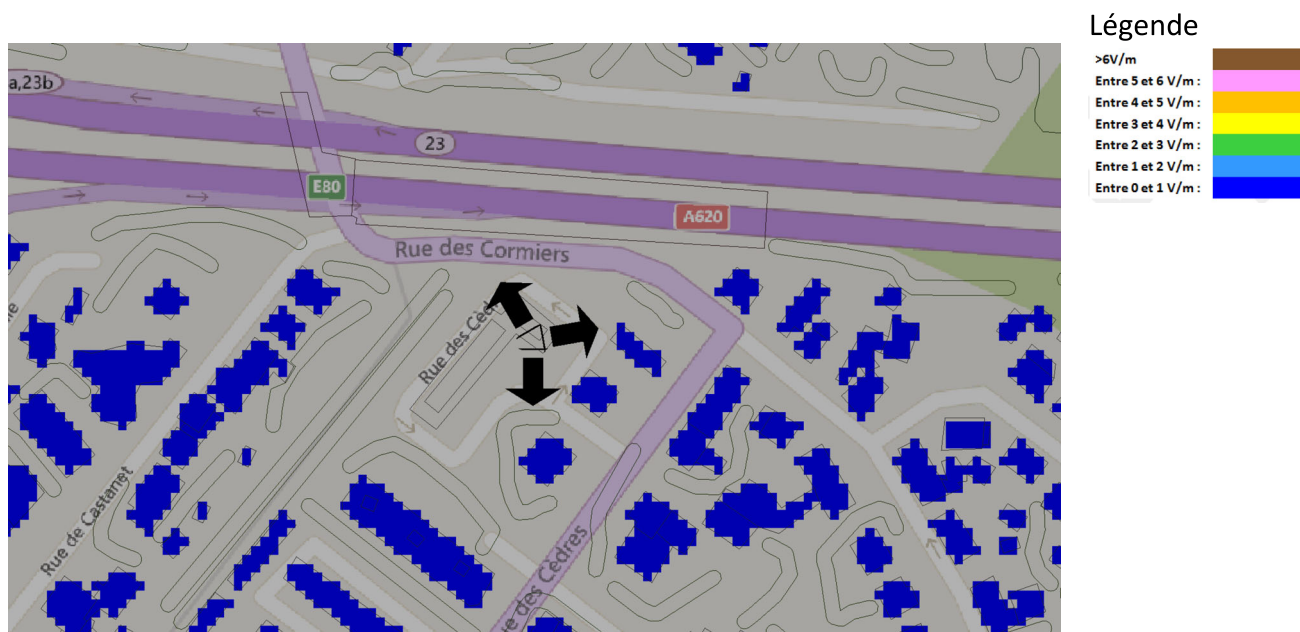 Légende
>6V/m
Entre 5 et 6 V/m :
Entre 4 et 5 V/m :
Entre 3 et 4 V/m :
Entre 2 et 3 V/m :
Entre 1 et 2 V/m :
Entre 0 et 1 V/m :
a,23b
23
E80
A620
Rue des Cormiers
Rue des Cèdr
Rue de Castanet
ue des Cèdres